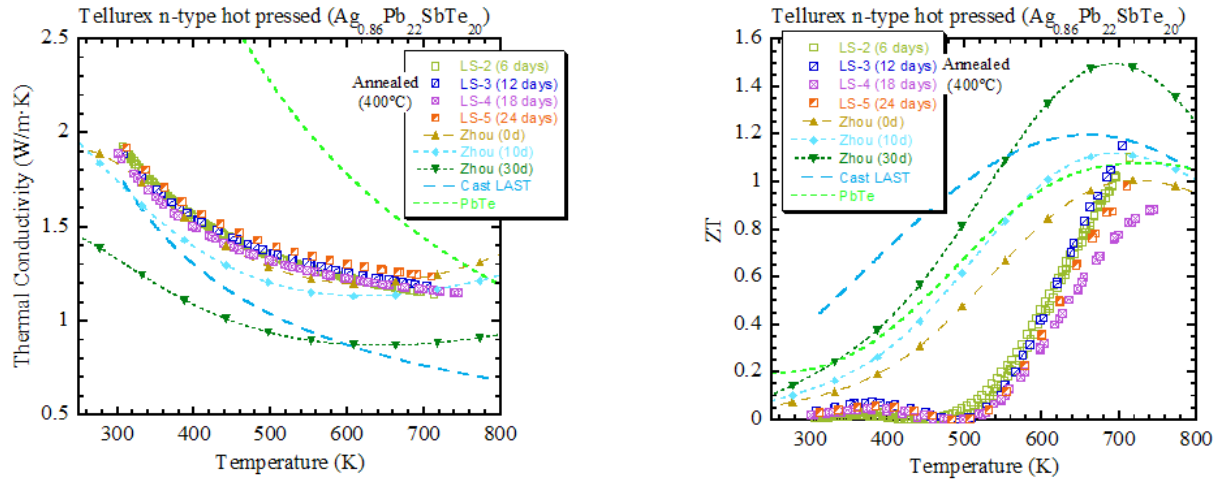 Tellurex n-type hot pressed (Ag0.86Pb22SbTe20)
2.5
2
1.5
1
0.5
Thermal Conductivity (W/m·K)
300 400 500 600 700 800
Temperature (K)
Annealed
(400°C)
LS-2 (6 days)
LS-3 (12 days)
LS-4 (18 days)
LS-5 (24 days)
Zhou (0d)
Zhou (10d)
Zhou (30d)
Cast LAST
PbTe
Tellurex n-type hot pressed (Ag0.86Pb22SbTe20)
1.6
1.4
1.2
1
0.8
0.6
0.4
0.2
0
ZT
300 400 500 600 700 800
Temperature (K)
LS-2 (6 days)
LS-3 (12 days)
LS-4 (18 days)
LS-5 (24 days)
Zhou (0d)
Zhou (10d)
Zhou (30d)
Cast LAST
PbTe
Annealed
(400°C)